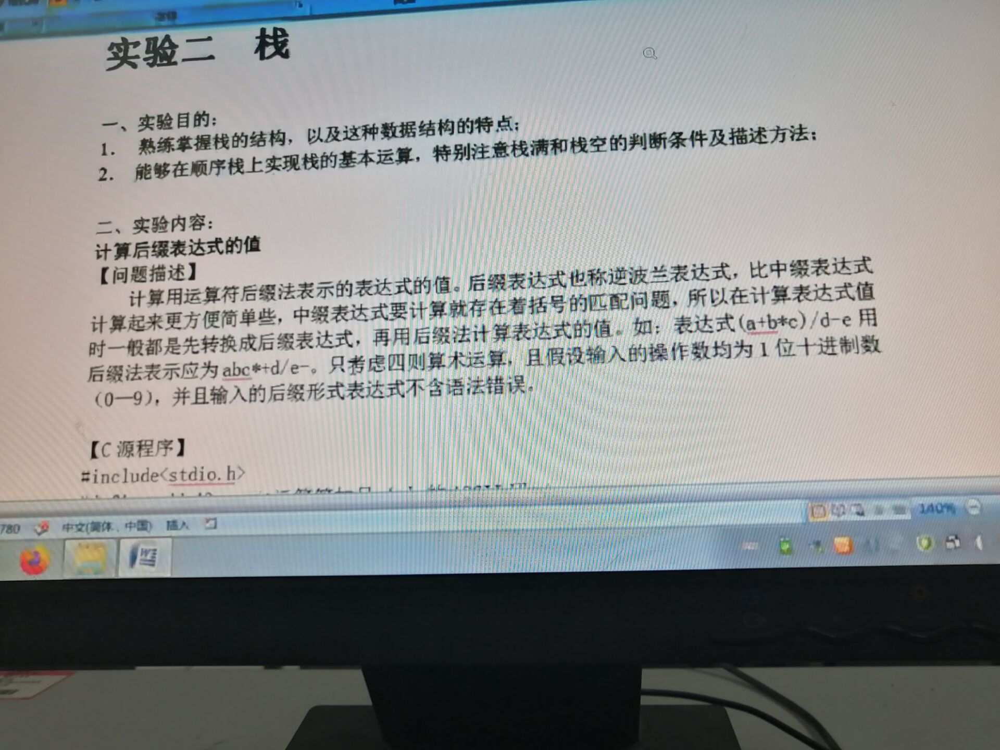 实验二 栈
一、实验目的:
1. 熟练掌握栈的结构，以及这种数据结构的特点;
2. 能够在顺序栈上实现栈的基本运算，特别注意栈满和栈空的判断条件及描述方法;
二、实验内容:
计算后缀表达式的值
【问题描述】
计算用运算符后缀法表示的表达式的值。后缀表达式也称逆波兰表达式，比中缀表达式
计算起来更方便简单些，中缀表达式要计算就存在着括号的匹配问题，所以在计算表达式值
时一般都是先转换成后缀表达式，再用后缀法计算表达式的值。如: 表达式(a+b*c)/d-e 用
后缀法表示应为 abc*+d/e-。只考虑四则算术运算，且假设输入的操作数均为 1 位十进制数
（0—9），并且输入的后缀形式表达式不含语法错误。
【C 源程序】
#include<stdio.h>
780 中文(简体，中国) 插入
140%